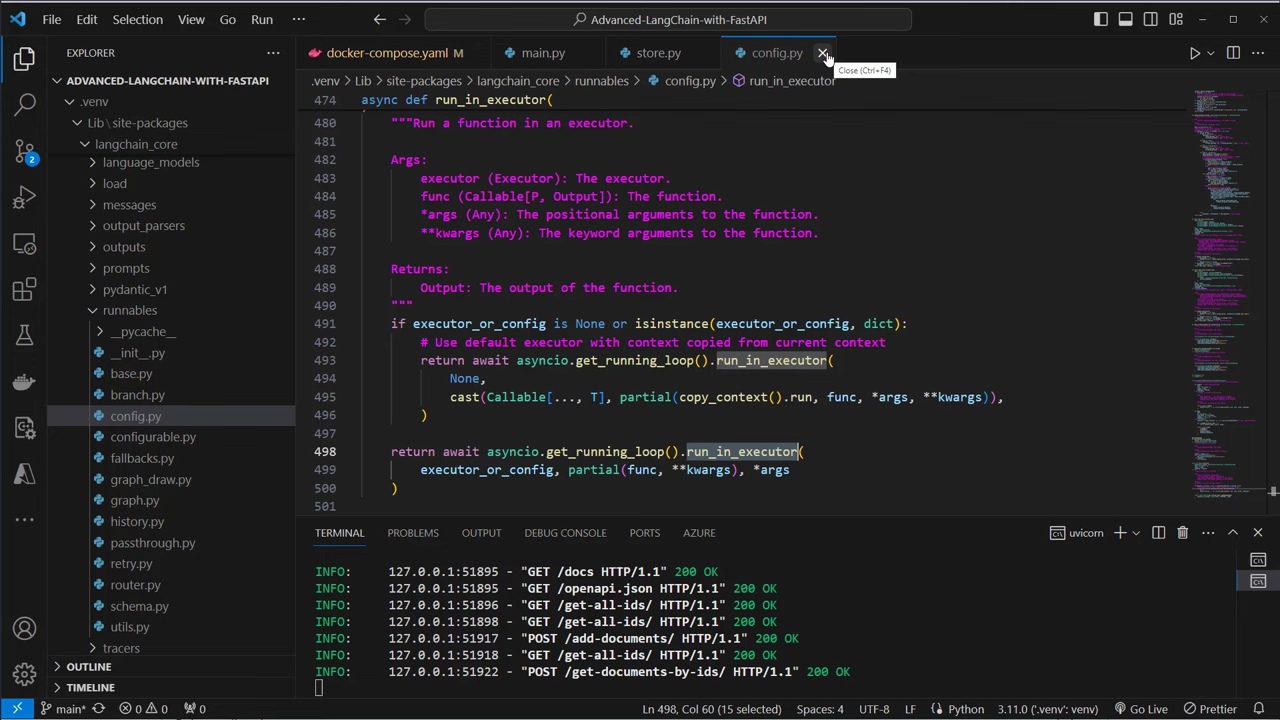 File Edit Selection View Go Run ···
Advanced-LangChain-with-FastAPI
EXPLORER
docker-compose.yaml M
main.py
store.py
config.py
Close (Ctrl+F4)
.venv > Lib > site-packages > langchain_core > runnables > config.py > run_in_executor
ADVANCED-LANGCHAIN-WITH-FASTAPI
.venv
Lib \ site-packages
langchain_core
language_models
load
messages
output_parsers
outputs
prompts
pydantic_v1
runnables
__pycache__
__init__.py
base.py
branch.py
config.py
configurable.py
fallbacks.py
graph_draw.py
graph.py
history.py
passthrough.py
retry.py
router.py
schema.py
utils.py
tracers
OUTLINE
TIMELINE
474 async def run_in_executor(
480 """Run a function in an executor.
481
482 Args:
483 executor (Executor): The executor.
484 func (Callable[P, Output]): The function.
485 *args (Any): The positional arguments to the function.
486 **kwargs (Any): The keyword arguments to the function.
487
488 Returns:
489 Output: The output of the function.
490 """
491 if executor_or_config is None or isinstance(executor_or_config, dict):
492 # Use default executor with context copied from current context
493 return await asyncio.get_running_loop().run_in_executor(
494 None,
495 cast(Callable[..., T], partial(copy_context().run, func, *args, **kwargs)),
496 )
497
498 return await asyncio.get_running_loop().run_in_executor(
499 executor_or_config, partial(func, **kwargs), *args
500 )
501
TERMINAL PROBLEMS OUTPUT DEBUG CONSOLE PORTS AZURE
uvicorn
INFO: 127.0.0.1:51895 - "GET /docs HTTP/1.1" 200 OK
INFO: 127.0.0.1:51895 - "GET /openapi.json HTTP/1.1" 200 OK
INFO: 127.0.0.1:51896 - "GET /get-all-ids/ HTTP/1.1" 200 OK
INFO: 127.0.0.1:51898 - "GET /get-all-ids/ HTTP/1.1" 200 OK
INFO: 127.0.0.1:51917 - "POST /add-documents/ HTTP/1.1" 200 OK
INFO: 127.0.0.1:51918 - "GET /get-all-ids/ HTTP/1.1" 200 OK
INFO: 127.0.0.1:51922 - "POST /get-documents-by-ids/ HTTP/1.1" 200 OK
2
main* 0 0 0
Ln 498, Col 60 (15 selected) Spaces: 4 UTF-8 LF Python 3.11.0 ('.venv': venv) Go Live Prettier